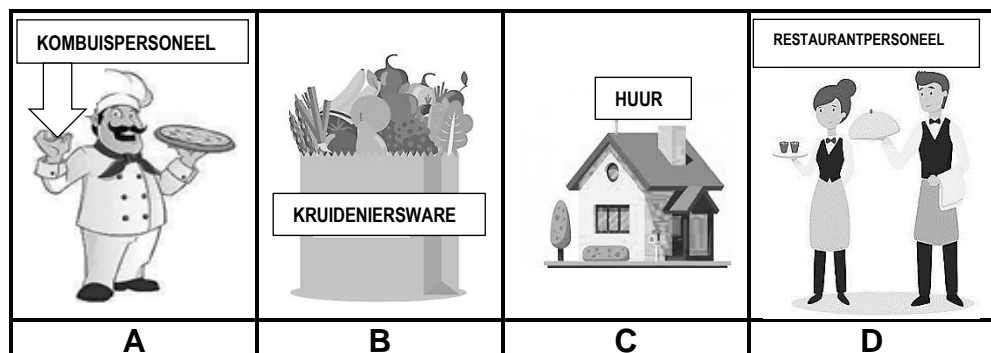 KOMBUISPERSONEEL
KRUIDENIERSWARE
HUUR
RESTAURANTPERSONEEL
A
B
C
D